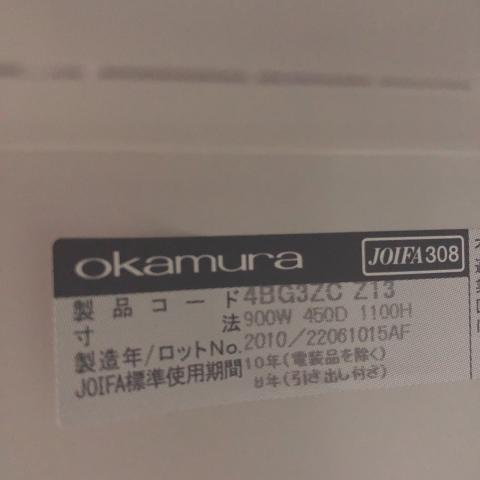 okamura JOIFA308
製品コード 4BG3ZC Z13
寸法 900W 450D 1100H
製造年/ロットNo. 2010/22061015AF
JOIFA標準使用期間 10年(電装品を除く)
8年(引き出し付き)